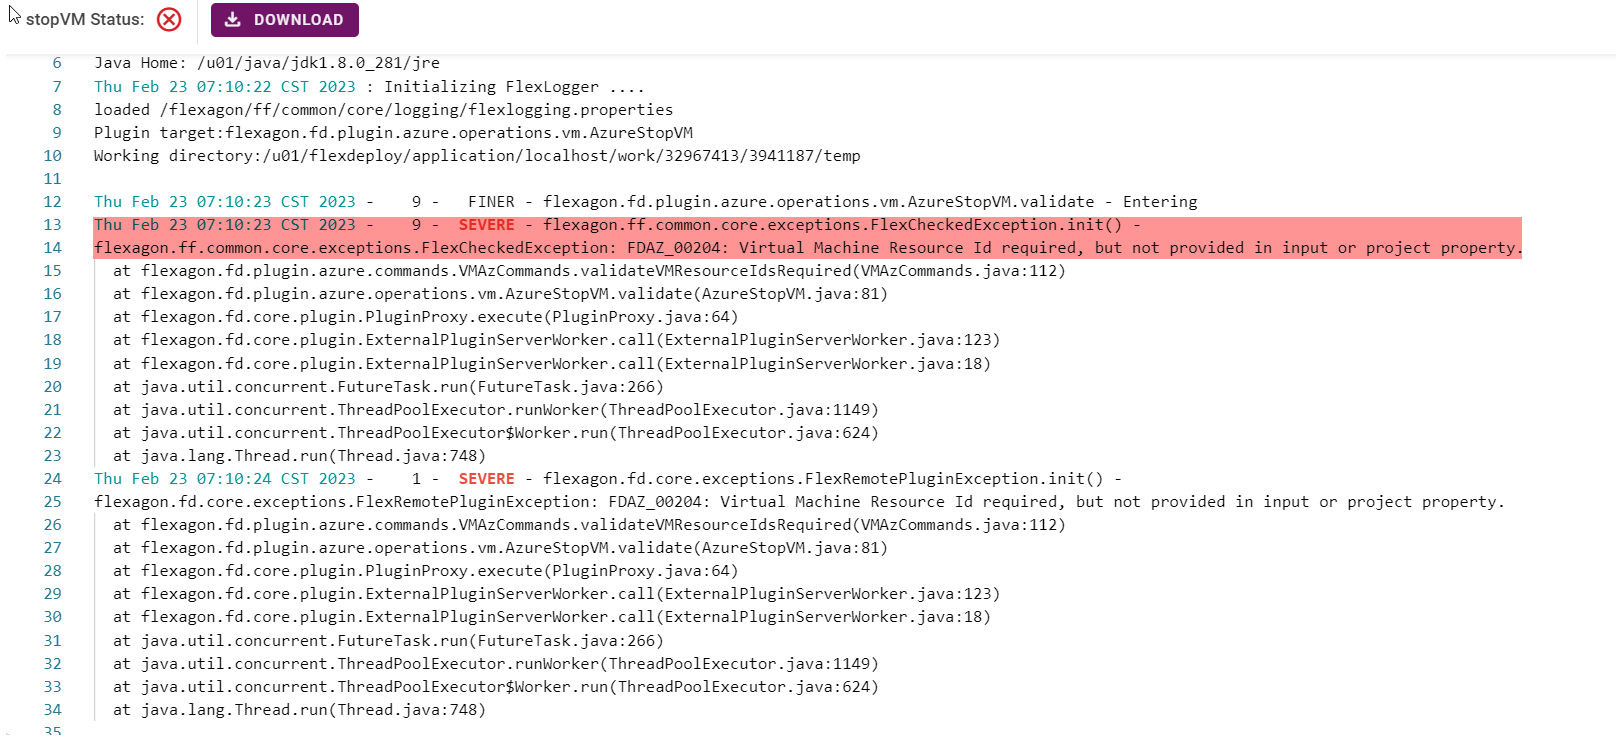 stopVM Status: DOWNLOAD
6 Java Home: /u01/java/jdk1.8.0_281/jre
7 Thu Feb 23 07:10:22 CST 2023 : Initializing FlexLogger ....
8 loaded /flexagon/ff/common/core/logging/flexlogging.properties
9 Plugin target:flexagon.fd.plugin.azure.operations.vm.AzureStopVM
10 Working directory:/u01/flexdeploy/application/localhost/work/32967413/3941187/temp
11
12 Thu Feb 23 07:10:23 CST 2023 - 9 - FINER - flexagon.fd.plugin.azure.operations.vm.AzureStopVM.validate - Entering
13 Thu Feb 23 07:10:23 CST 2023 - 9 - SEVERE - flexagon.ff.common.core.exceptions.FlexCheckedException.init() -
14 flexagon.ff.common.core.exceptions.FlexCheckedException: FDAZ_00204: Virtual Machine Resource Id required, but not provided in input or project property.
15 at flexagon.fd.plugin.azure.commands.VMAzCommands.validateVMResourceIdsRequired(VMAzCommands.java:112)
16 at flexagon.fd.plugin.azure.operations.vm.AzureStopVM.validate(AzureStopVM.java:81)
17 at flexagon.fd.core.plugin.PluginProxy.execute(PluginProxy.java:64)
18 at flexagon.fd.core.plugin.ExternalPluginServerWorker.call(ExternalPluginServerWorker.java:123)
19 at flexagon.fd.core.plugin.ExternalPluginServerWorker.call(ExternalPluginServerWorker.java:18)
20 at java.util.concurrent.FutureTask.run(FutureTask.java:266)
21 at java.util.concurrent.ThreadPoolExecutor.runWorker(ThreadPoolExecutor.java:1149)
22 at java.util.concurrent.ThreadPoolExecutor$Worker.run(ThreadPoolExecutor.java:624)
23 at java.lang.Thread.run(Thread.java:748)
24 Thu Feb 23 07:10:24 CST 2023 - 1 - SEVERE - flexagon.fd.core.exceptions.FlexRemotePluginException.init() -
25 flexagon.fd.core.exceptions.FlexRemotePluginException: FDAZ_00204: Virtual Machine Resource Id required, but not provided in input or project property.
26 at flexagon.fd.plugin.azure.commands.VMAzCommands.validateVMResourceIdsRequired(VMAzCommands.java:112)
27 at flexagon.fd.plugin.azure.operations.vm.AzureStopVM.validate(AzureStopVM.java:81)
28 at flexagon.fd.core.plugin.PluginProxy.execute(PluginProxy.java:64)
29 at flexagon.fd.core.plugin.ExternalPluginServerWorker.call(ExternalPluginServerWorker.java:123)
30 at flexagon.fd.core.plugin.ExternalPluginServerWorker.call(ExternalPluginServerWorker.java:18)
31 at java.util.concurrent.FutureTask.run(FutureTask.java:266)
32 at java.util.concurrent.ThreadPoolExecutor.runWorker(ThreadPoolExecutor.java:1149)
33 at java.util.concurrent.ThreadPoolExecutor$Worker.run(ThreadPoolExecutor.java:624)
34 at java.lang.Thread.run(Thread.java:748)
35